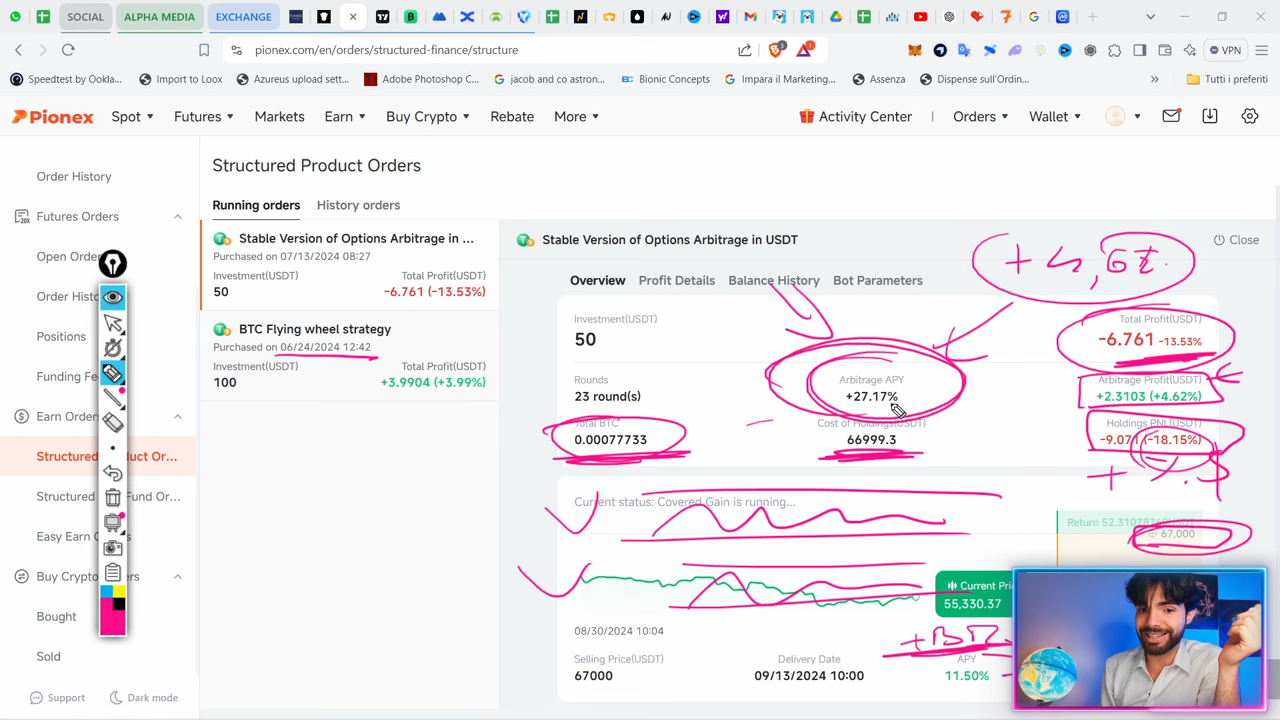 SOCIAL
ALPHA MEDIA
EXCHANGE
pionex.com/en/orders/structured-finance/structure
VPN
Speedtest by Ookla...
Import to Loox
Azureus upload sett...
Adobe Photoshop C...
jacob and co astron...
Bionic Concepts
Impara il Marketing...
Assenza
Dispense sull'Ordin...
Tutti i preferiti
Pionex
Spot
Futures
Markets
Earn
Buy Crypto
Rebate
More
Activity Center
Orders
Wallet
Order History
Futures Orders
Open Orde
Order Histo
Positions
Funding Fe
Earn Orders
Structured Product Or...
Structured Fund Or...
Easy Earn
Buy Crypto
Bought
Sold
Support
Dark mode
Structured Product Orders
Running orders
History orders
Stable Version of Options Arbitrage in ...
Purchased on 07/13/2024 08:27
Investment(USDT)
Total Profit(USDT)
50
-6.761 (-13.53%)
BTC Flying wheel strategy
Purchased on 06/24/2024 12:42
Investment(USDT)
Total Profit(USDT)
100
+3.9904 (+3.99%)
Stable Version of Options Arbitrage in USDT
Close
Overview
Profit Details
Balance History
Bot Parameters
Investment(USDT)
50
Total Profit(USDT)
-6.761 -13.53%
Rounds
23 round(s)
Arbitrage APY
+27.17%
Arbitrage Profit(USDT)
+2.3103 (+4.62%)
Total BTC
0.00077733
Cost of Holdings(USDT)
66999.3
Holdings PNL(USDT)
-9.071 (-18.15%)
Current status: Covered Gain is running...
67,000
Current Pri
55,330.37
08/30/2024 10:04
Selling Price(USDT)
67000
Delivery Date
09/13/2024 10:00
APY
11.50%